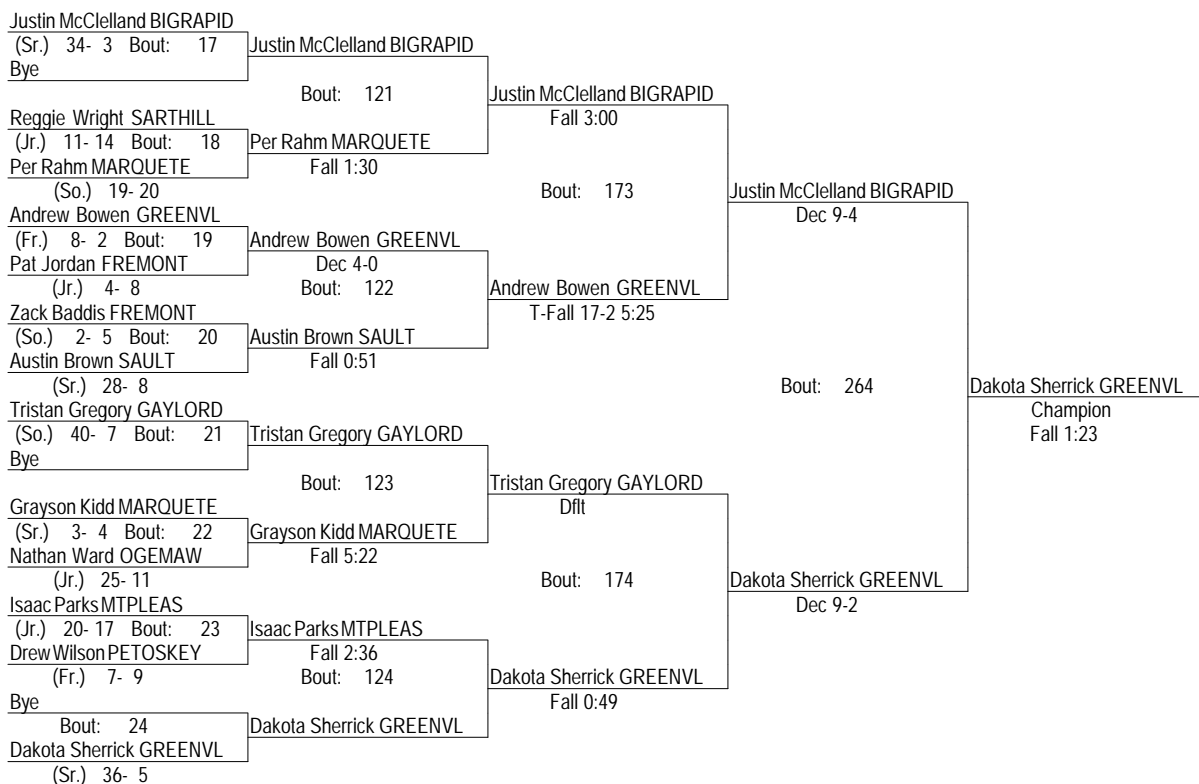 Justin McClelland BIGRAPID
(Sr.) 34- 3 Bout: 17
Bye
Reggie Wright SARTHILL
(Jr.) 11- 14 Bout: 18
Per Rahm MARQUETE
(So.) 19- 20
Andrew Bowen GREENVL
(Fr.) 8- 2 Bout: 19
Pat Jordan FREMONT
(Jr.) 4- 8
Zack Baddis FREMONT
(So.) 2- 5 Bout: 20
Austin Brown SAULT
(Sr.) 28- 8
Tristan Gregory GAYLORD
(So.) 40- 7 Bout: 21
Bye
Grayson Kidd MARQUETE
(Sr.) 3- 4 Bout: 22
Nathan Ward OGEMAW
(Jr.) 25- 11
Isaac Parks MTPLEAS
(Jr.) 20- 17 Bout: 23
Drew Wilson PETOSKEY
(Fr.) 7- 9
Bye
Bout: 24
Dakota Sherrick GREENVL
(Sr.) 36- 5
Justin McClelland BIGRAPID
Bout: 121
Per Rahm MARQUETE
Fall 1:30
Andrew Bowen GREENVL
Dec 4-0
Bout: 122
Austin Brown SAULT
Fall 0:51
Tristan Gregory GAYLORD
Bout: 123
Grayson Kidd MARQUETE
Fall 5:22
Isaac Parks MTPLEAS
Fall 2:36
Bout: 124
Dakota Sherrick GREENVL
Justin McClelland BIGRAPID
Fall 3:00
Bout: 173
Andrew Bowen GREENVL
T-Fall 17-2 5:25
Tristan Gregory GAYLORD
Dflt
Bout: 174
Dakota Sherrick GREENVL
Fall 0:49
Justin McClelland BIGRAPID
Dec 9-4
Bout: 264
Dakota Sherrick GREENVL
Dec 9-2
Dakota Sherrick GREENVL
Champion
Fall 1:23